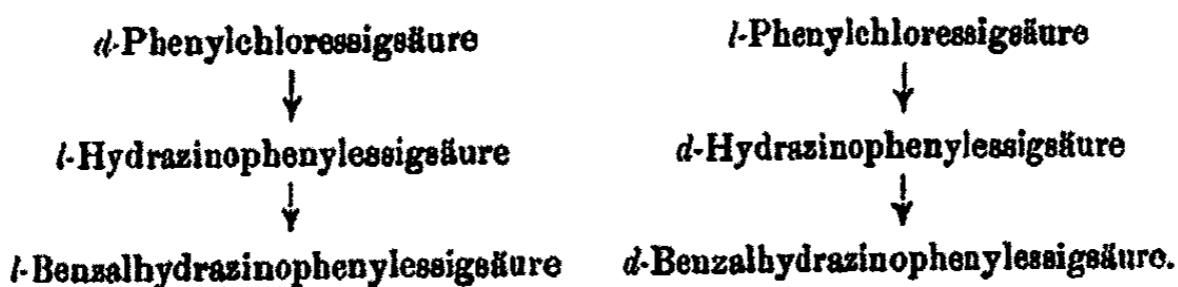 d-Phenylchloressigsäure
↓
l-Hydrazinophenylessigsäure
↓
l-Benzalhydrazinophenylessigsäure
l-Phenylchloressigsäure
↓
d-Hydrazinophenylessigsäure
↓
d-Benzalhydrazinophenylessigsäure.